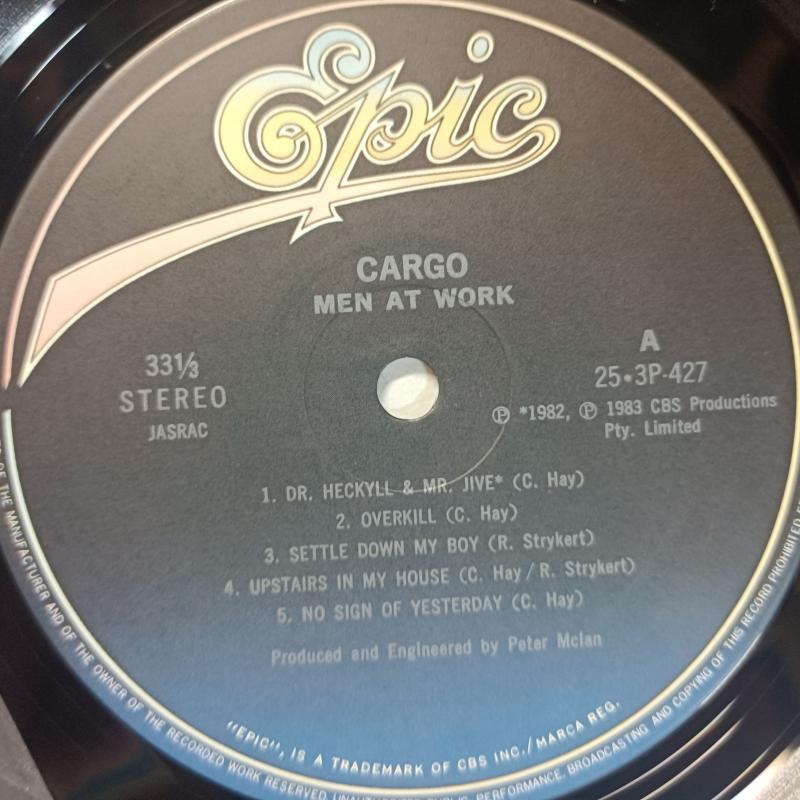 Epic
CARGO
MEN AT WORK
33⅓
STEREO
JASRAC
A
25•3P-427
Ⓟ *1982, Ⓟ 1983 CBS Productions
Pty. Limited
1. DR. HECKYLL & MR. JIVE* (C. Hay)
2. OVERKILL (C. Hay)
3. SETTLE DOWN MY BOY (R. Strykert)
4. UPSTAIRS IN MY HOUSE (C. Hay / R. Strykert)
5. NO SIGN OF YESTERDAY (C. Hay)
Produced and Engineered by Peter McIan
"EPIC", IS A TRADEMARK OF CBS INC./MARCA REG.
OF THE MANUFACTURER AND OF THE OWNER OF THE RECORDED WORK RESERVED. UNAUTHORIZED PUBLIC PERFORMANCE, BROADCASTING AND COPYING OF THIS RECORD PROHIBITED